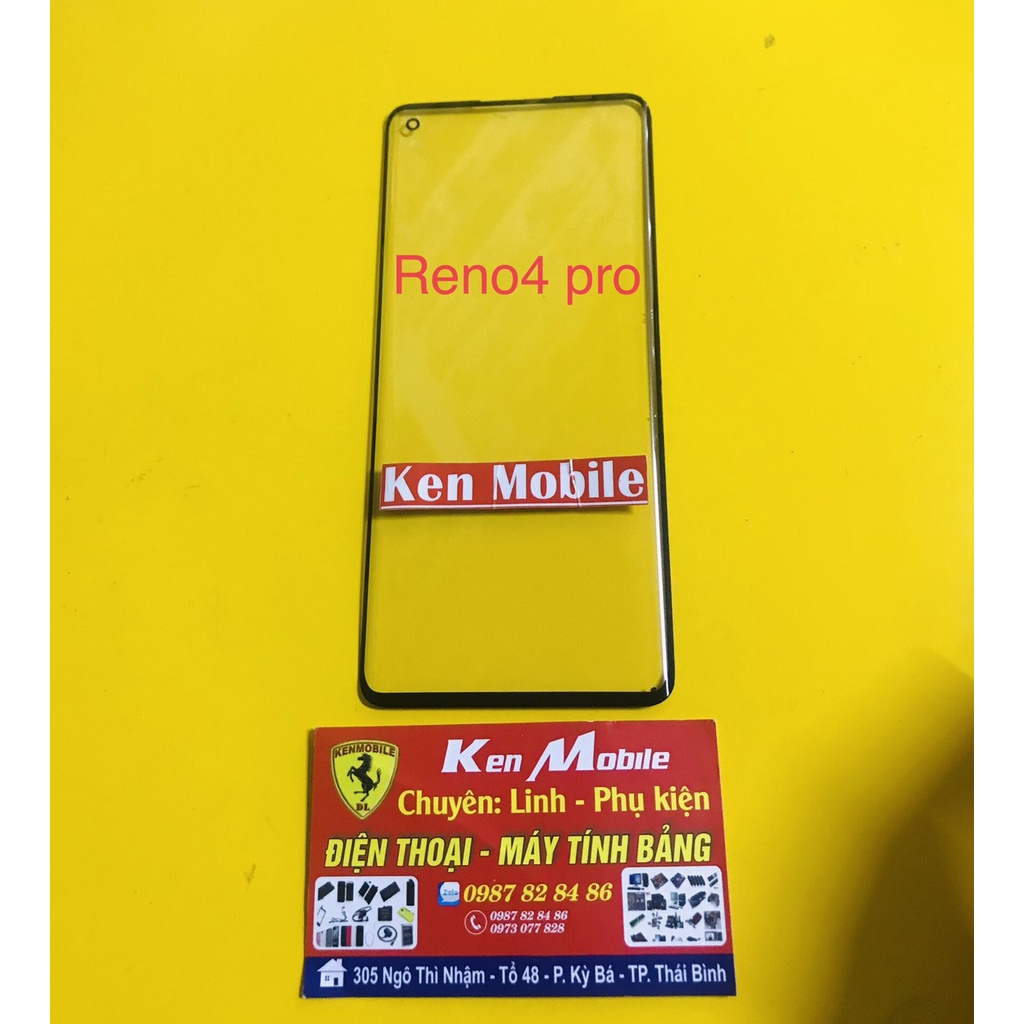 Reno4 pro
Ken Mobile
KENMOBILE
DL
Ken Mobile
Chuyên: Linh - Phụ kiện
ĐIỆN THOẠI - MÁY TÍNH BẢNG
Zalo
0987 82 84 86
0987 82 84 86
0973 077 828
305 Ngô Thì Nhậm - Tổ 48 - P. Kỳ Bá - TP. Thái Bình